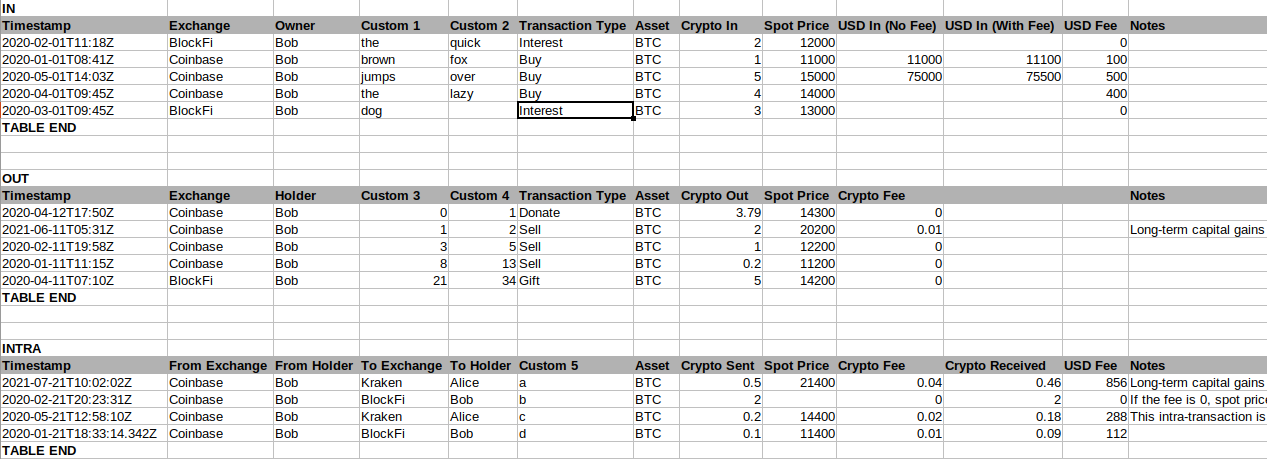 IN
Timestamp Exchange Owner Custom 1 Custom 2 Transaction Type Asset Crypto In Spot Price USD In (No Fee) USD In (With Fee) USD Fee Notes
2020-02-01T11:18Z BlockFi Bob the quick Interest BTC 2 12000 0
2020-01-01T08:41Z Coinbase Bob brown fox Buy BTC 1 11000 11000 11100 100
2020-05-01T14:03Z Coinbase Bob jumps over Buy BTC 5 15000 75000 75500 500
2020-04-01T09:45Z Coinbase Bob the lazy Buy BTC 4 14000 400
2020-03-01T09:45Z BlockFi Bob dog Interest BTC 3 13000 0
TABLE END
OUT
Timestamp Exchange Holder Custom 3 Custom 4 Transaction Type Asset Crypto Out Spot Price Crypto Fee Notes
2020-04-12T17:50Z Coinbase Bob 0 1 Donate BTC 3.79 14300 0
2021-06-11T05:31Z Coinbase Bob 1 2 Sell BTC 2 20200 0.01 Long-term capital gains
2020-02-11T19:58Z Coinbase Bob 3 5 Sell BTC 1 12200 0
2020-01-11T11:15Z Coinbase Bob 8 13 Sell BTC 0.2 11200 0
2020-04-11T07:10Z BlockFi Bob 21 34 Gift BTC 5 14200 0
TABLE END
INTRA
Timestamp From Exchange From Holder To Exchange To Holder Custom 5 Asset Crypto Sent Spot Price Crypto Fee Crypto Received USD Fee Notes
2021-07-21T10:02:02Z Coinbase Bob Kraken Alice a BTC 0.5 21400 0.04 0.46 856 Long-term capital gains
2020-02-21T20:23:31Z Coinbase Bob BlockFi Bob b BTC 2 0 2 0 If the fee is 0, spot pric
2020-05-21T12:58:10Z Coinbase Bob Kraken Alice c BTC 0.2 14400 0.02 0.18 288 This intra-transaction is
2020-01-21T18:33:14.342Z Coinbase Bob BlockFi Bob d BTC 0.1 11400 0.01 0.09 112
TABLE END